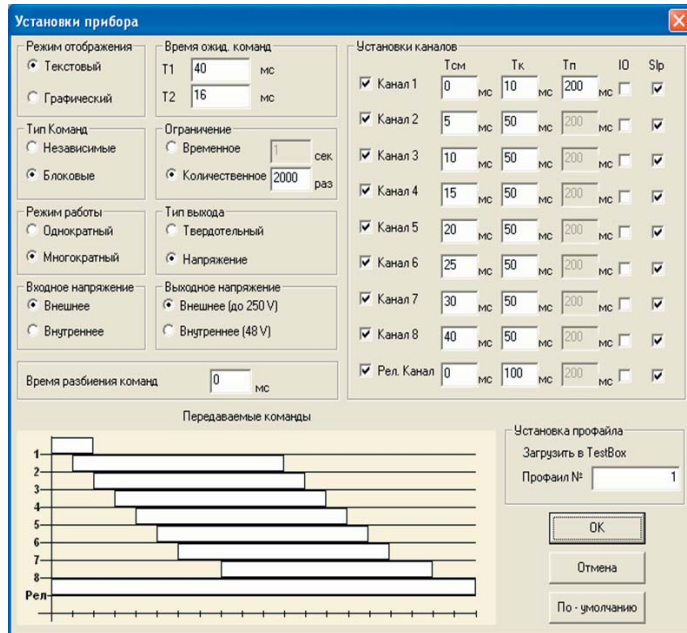 Установки прибора
Режим отображения
Текстовый
Графический
Время ожид. команд
T1 40 мс
T2 16 мс
Тип Команд
Независимые
Блоковые
Ограничение
Временное 1 сек
Количественное 2000 раз
Режим работы
Однократный
Многократный
Тип выхода
Твердотельный
Напряжение
Входное напряжение
Внешнее
Внутреннее
Выходное напряжение
Внешнее (до 250 V)
Внутреннее (48 V)
Время разбиения команд 0 мс
Установки каналов
Тсм Тк Тп IO Slp
Канал 1 0 мс 10 мс 200 мс
Канал 2 5 мс 50 мс 200 мс
Канал 3 10 мс 50 мс 200 мс
Канал 4 15 мс 50 мс 200 мс
Канал 5 20 мс 50 мс 200 мс
Канал 6 25 мс 50 мс 200 мс
Канал 7 30 мс 50 мс 200 мс
Канал 8 40 мс 50 мс 200 мс
Рел. Канал 0 мс 100 мс 200 мс
Передаваемые команды
1
2
3
4
5
6
7
8
Рел
Установка профайла
Загрузить в TestBox
Профаил № 1
OK
Отмена
По - умолчанию